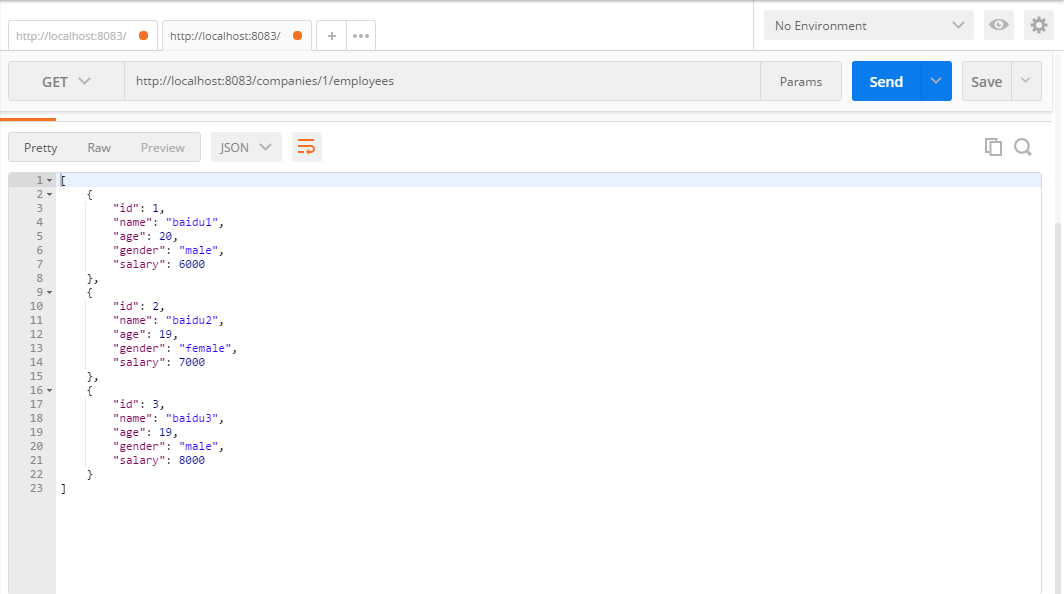 http://localhost:8083/ http://localhost:8083/ + ••• No Environment
GET http://localhost:8083/companies/1/employees Params Send Save
Pretty Raw Preview JSON
1 [
2 {
3 "id": 1,
4 "name": "baidu1",
5 "age": 20,
6 "gender": "male",
7 "salary": 6000
8 },
9 {
10 "id": 2,
11 "name": "baidu2",
12 "age": 19,
13 "gender": "female",
14 "salary": 7000
15 },
16 {
17 "id": 3,
18 "name": "baidu3",
19 "age": 19,
20 "gender": "male",
21 "salary": 8000
22 }
23 ]